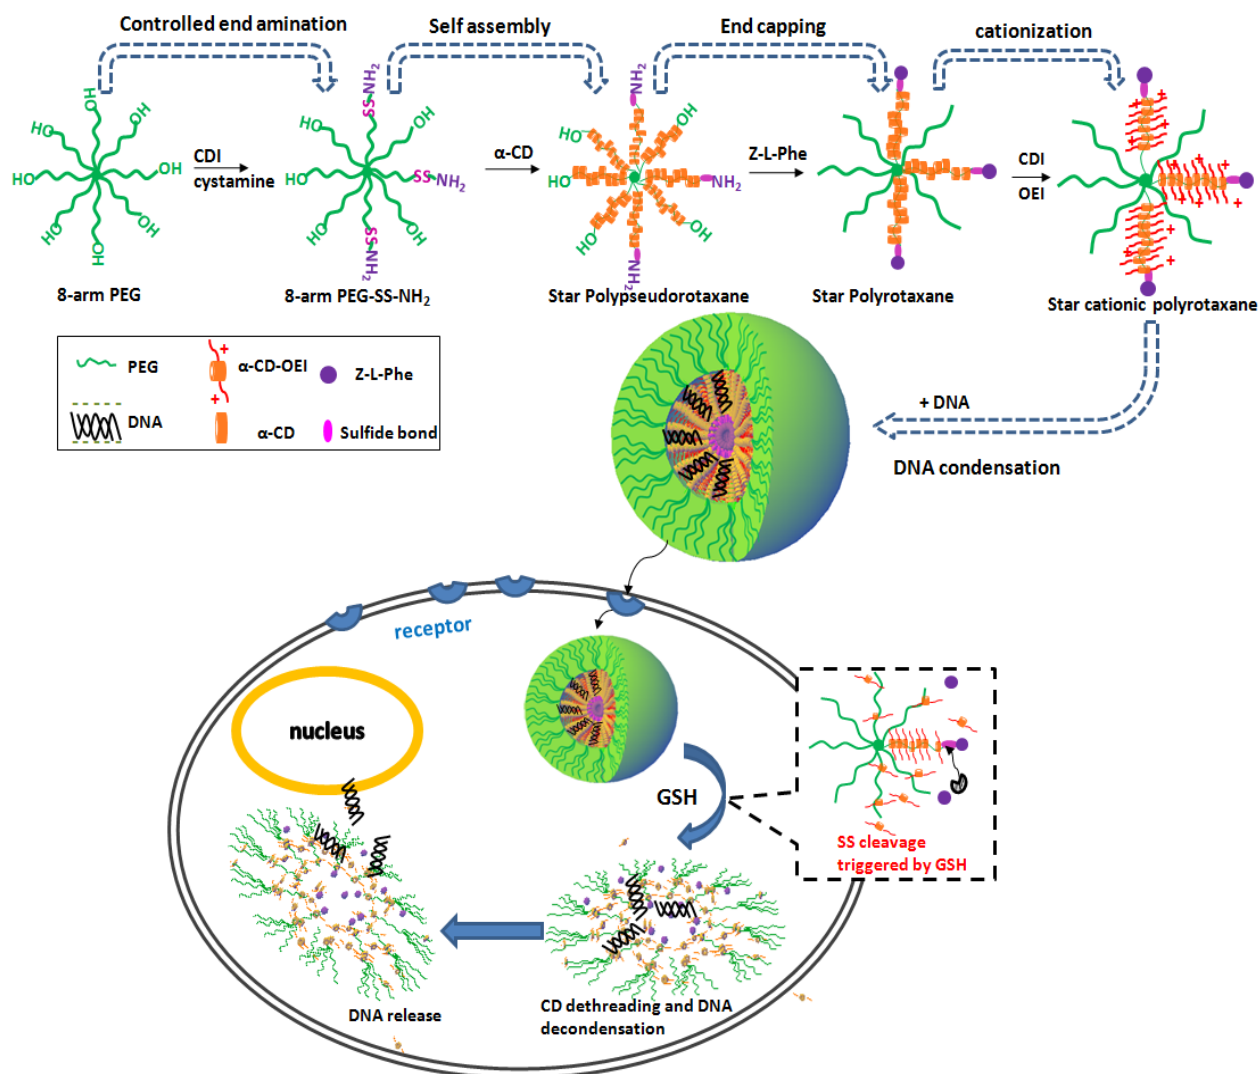 Controlled end amination
Self assembly
End capping
cationization
HO
HO
OH
HO
OH
HO
OH
HO
CDI
cystamine
8-arm PEG
NH2
SS
HO
OH
HO
SS-NH2
HO
OH
SS
NH2
8-arm PEG-SS-NH2
α-CD
NH2
HO
OH
HO
NH2
HO
OH
NH2
Star Polypseudorotaxane
Z-L-Phe
Star Polyrotaxane
CDI
OEI
+ + + + + + + + + + + +
Star cationic polyrotaxane
PEG
+
α-CD-OEI
+
Z-L-Phe
DNA
α-CD
Sulfide bond
+ DNA
DNA condensation
receptor
nucleus
GSH
SS cleavage
triggered by GSH
DNA release
CD dethreading and DNA
decondensation